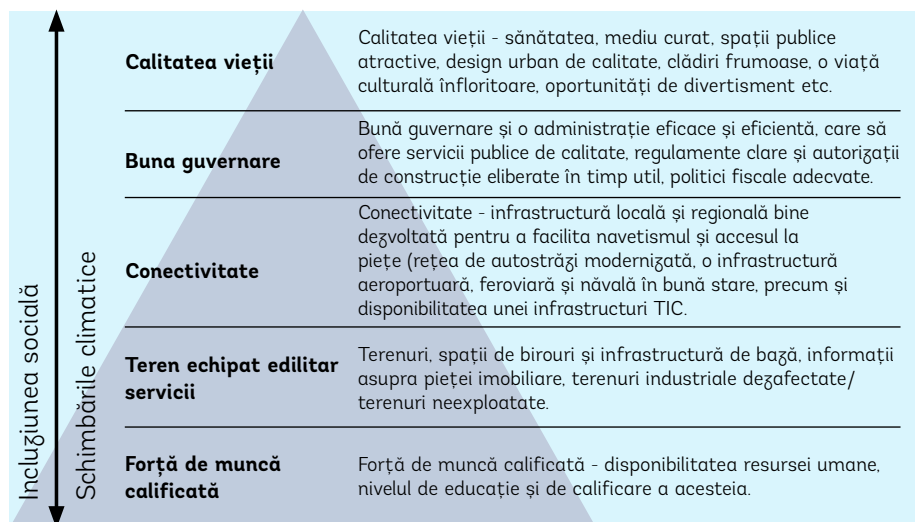 Incluziunea socială
Schimbările climatice
Calitatea vieții
Calitatea vieții - sănătatea, mediu curat, spații publice
atractive, design urban de calitate, clădiri frumoase, o viață
culturală înfloritoare, oportunități de divertisment etc.
Buna guvernare
Bună guvernare și o administrație eficace și eficientă, care să
ofere servicii publice de calitate, regulamente clare și autorizații
de construcție eliberate în timp util, politici fiscale adecvate.
Conectivitate
Conectivitate - infrastructură locală și regională bine
dezvoltată pentru a facilita navetismul și accesul la
piețe (rețea de autostrăzi modernizată, o infrastructură
aeroportuară, feroviară și năvală în bună stare, precum și
disponibilitatea unei infrastructuri TIC.
Teren echipat edilitar
servicii
Terenuri, spații de birouri și infrastructură de bază, informații
asupra pieței imobiliare, terenuri industriale dezafectate/
terenuri neexploatate.
Forță de muncă
calificată
Forță de muncă calificată - disponibilitatea resursei umane,
nivelul de educație și de calificare a acesteia.